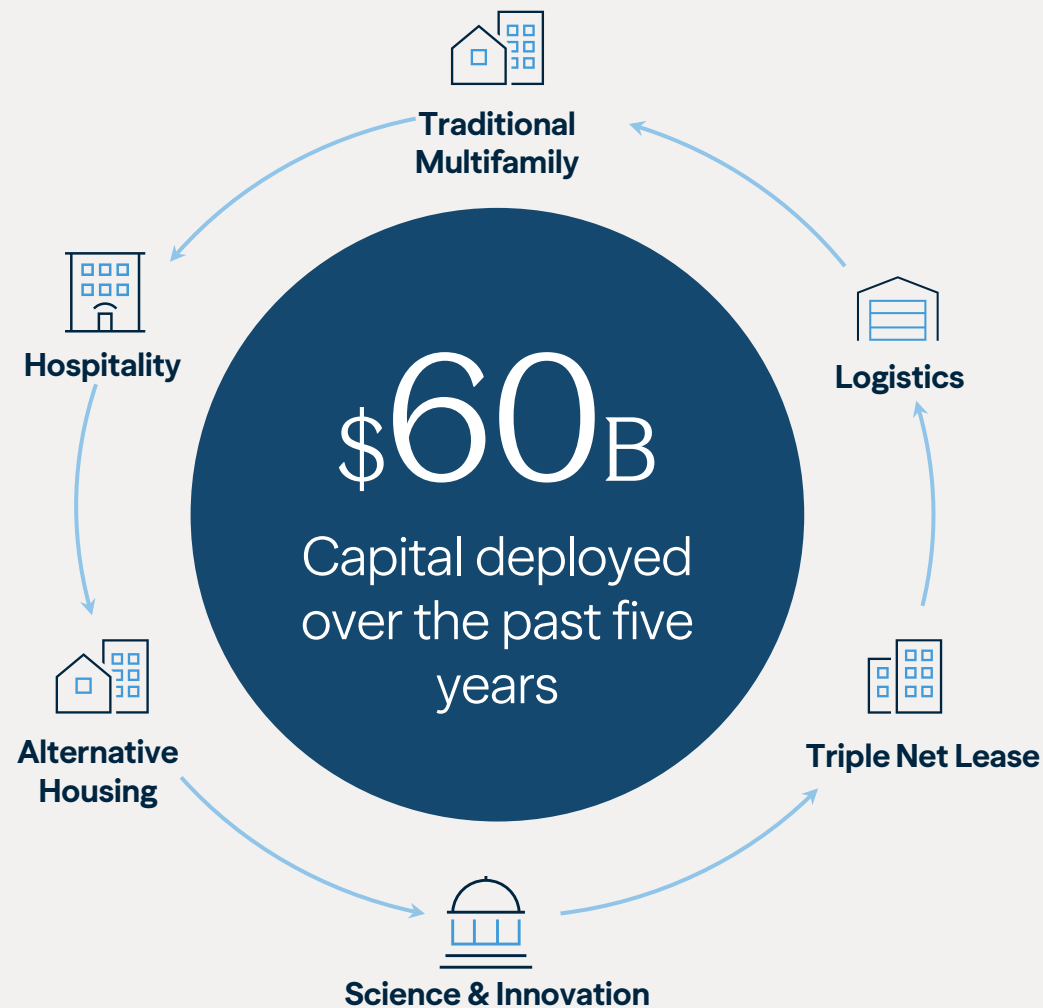 Traditional
Multifamily
Hospitality
Logistics
$60B
Capital deployed
over the past five
years
Alternative
Housing
Triple Net Lease
Science & Innovation